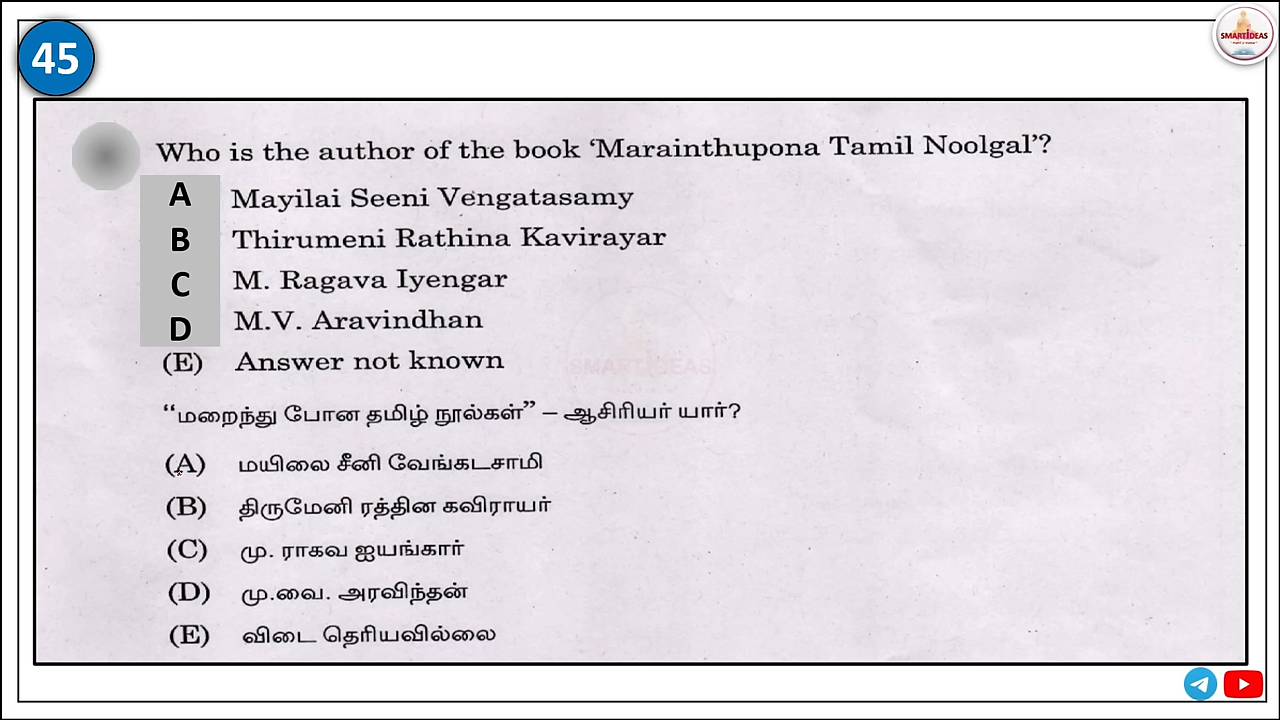 45
SMARTIDEAS
Who is the author of the book ‘Marainthupona Tamil Noolgal’?
A Mayilai Seeni Vengatasamy
B Thirumeni Rathina Kavirayar
C M. Ragava Iyengar
D M.V. Aravindhan
(E) Answer not known
SMARTIDEAS
“மறைந்து போன தமிழ் நூல்கள்” – ஆசிரியர் யார்?
(A) மயிலை சீனி வேங்கடசாமி
(B) திருமேனி ரத்தின கவிராயர்
(C) மு. ராகவ ஐயங்கார்
(D) மு.வை. அரவிந்தன்
(E) விடை தெரியவில்லை